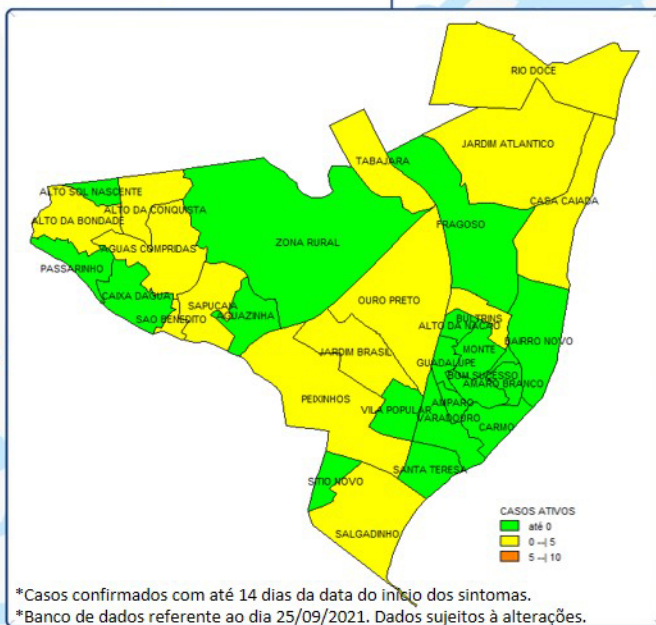 RIO DOCE
JARDIM ATLANTICO
TABAJARA
ALTO SOL NASCENTE
CASA CAIADA
ALTO DA CONQUISTA
ALTO DA BONDADE
FRAGOSO
ZONA RURAL
AGUAS COMPRIDAS
PASSARINHO
CAIXA DAGUA
OURO PRETO
SAPUCAIA
AGUAZINHA
SAO BENEDITO
BULTRINS
ALTO DA NACAO
BAIRRO NOVO
MONTE
JARDIM BRASIL
GUADALUPE
BUM SUCESSO
AMARO BRANCO
PEIXINHOS
AMPARO
VILA POPULAR
VARADOURO
CARMO
SANTA TERESA
SITIO NOVO
SALGADINHO
CASOS ATIVOS
até 0
0 --| 5
5 --| 10
*Casos confirmados com até 14 dias da data do início dos sintomas.
*Banco de dados referente ao dia 25/09/2021. Dados sujeitos à alterações.